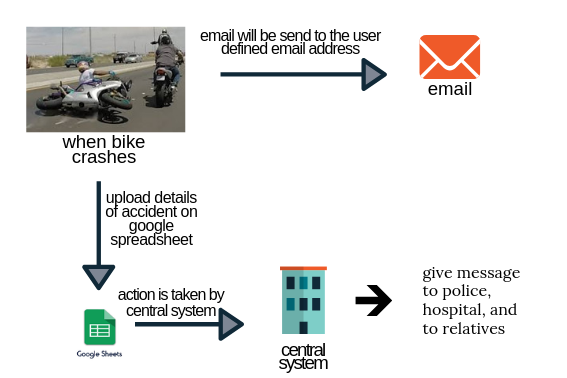 email will be send to the user
defined email address
email
when bike
crashes
upload details
of accident on
google
spreadsheet
action is taken by
central system
Google Sheets
central
system
give message
to police,
hospital, and
to relatives